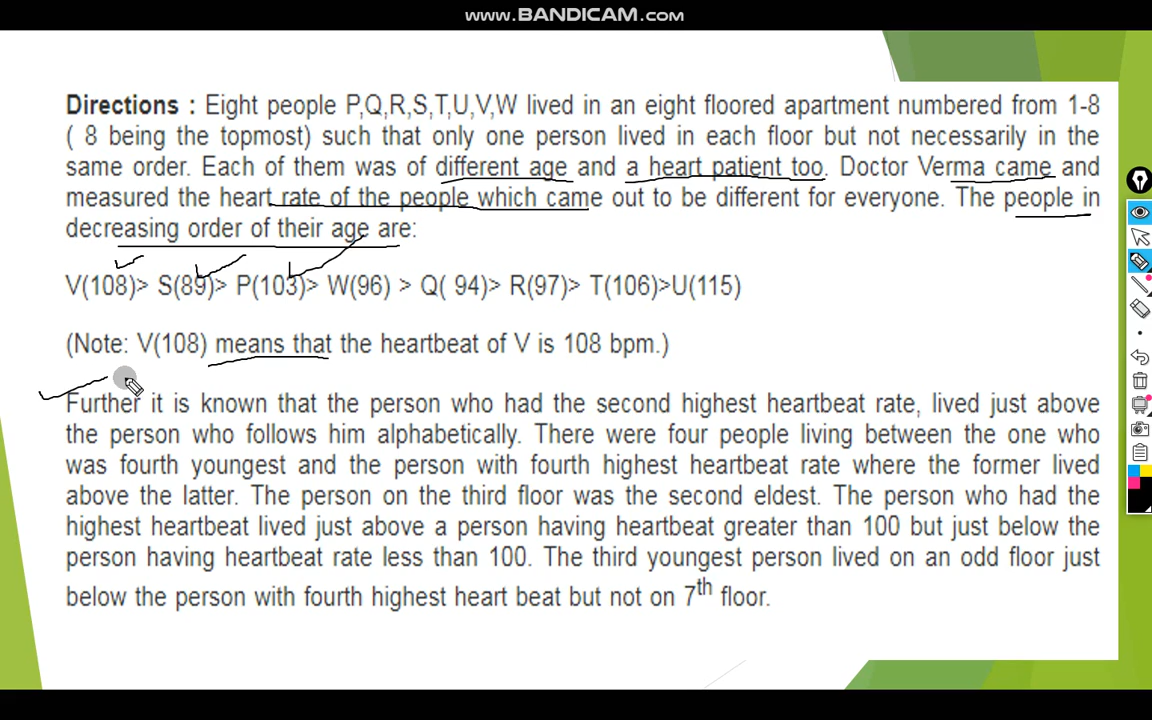 www.BANDICAM.com
Directions : Eight people P,Q,R,S,T,U,V,W lived in an eight floored apartment numbered from 1-8
( 8 being the topmost) such that only one person lived in each floor but not necessarily in the
same order. Each of them was of different age and a heart patient too. Doctor Verma came and
measured the heart rate of the people which came out to be different for everyone. The people in
decreasing order of their age are:
V(108)> S(89)> P(103)> W(96) > Q( 94)> R(97)> T(106)>U(115)
(Note: V(108) means that the heartbeat of V is 108 bpm.)
Further it is known that the person who had the second highest heartbeat rate, lived just above
the person who follows him alphabetically. There were four people living between the one who
was fourth youngest and the person with fourth highest heartbeat rate where the former lived
above the latter. The person on the third floor was the second eldest. The person who had the
highest heartbeat lived just above a person having heartbeat greater than 100 but just below the
person having heartbeat rate less than 100. The third youngest person lived on an odd floor just
below the person with fourth highest heart beat but not on 7th floor.